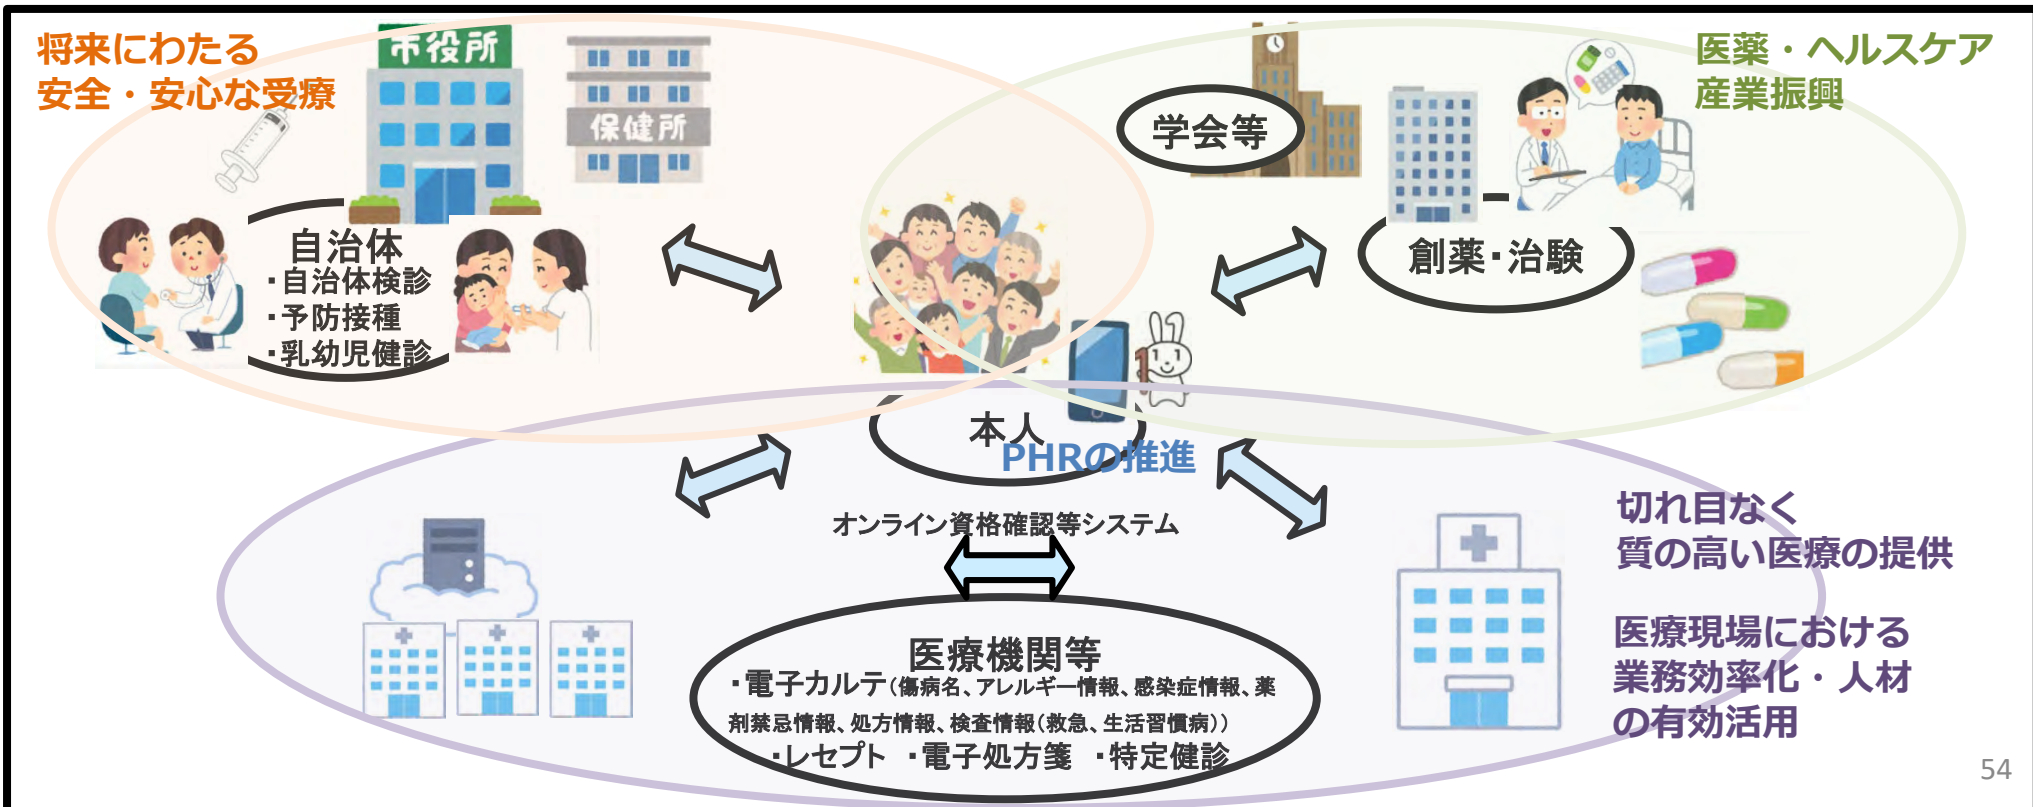 将来にわたる
安全・安心な受療
市役所
保健所
自治体
・自治体検診
・予防接種
・乳幼児健診
学会等
医薬・ヘルスケア
産業振興
創薬・治験
1
本人
PHRの推進
オンライン資格確認等システム
医療機関等
・電子カルテ(傷病名、アレルギー情報、感染症情報、薬
剤禁忌情報、処方情報、検査情報(救急、生活習慣病))
・レセプト ・電子処方箋 ・特定健診
切れ目なく
質の高い医療の提供
医療現場における
業務効率化・人材
の有効活用
54